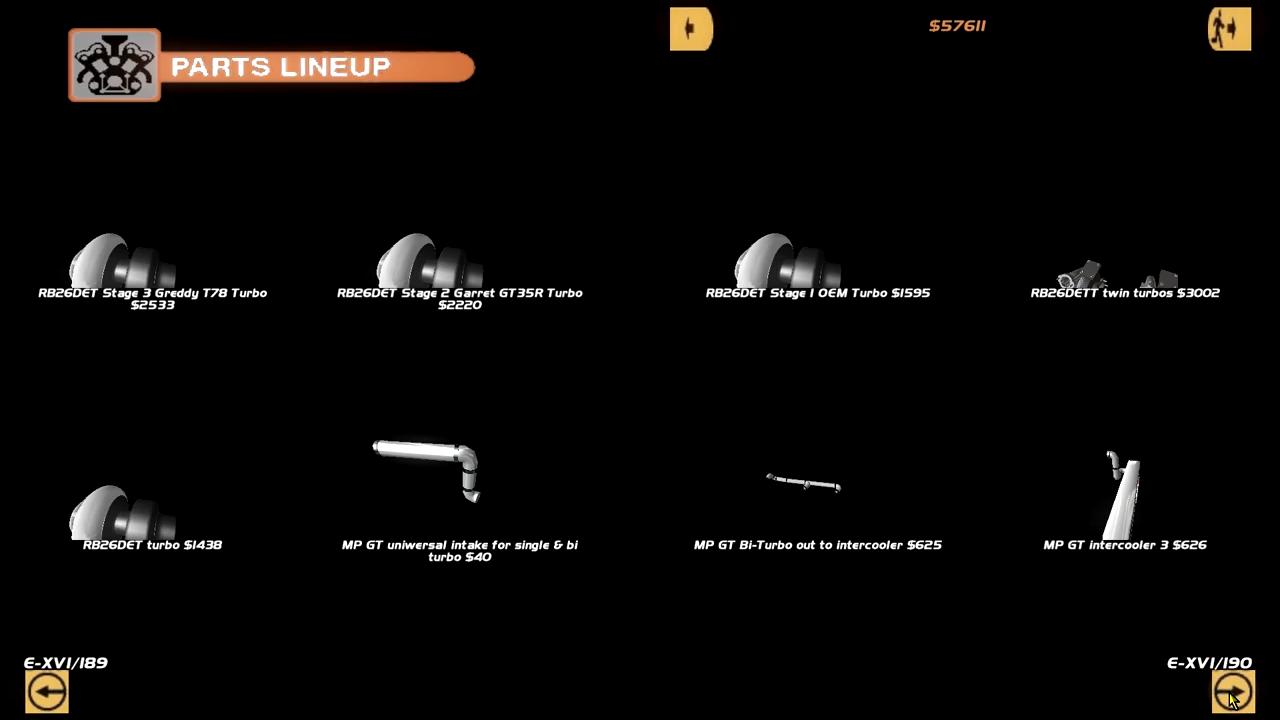 $57611
PARTS LINEUP
RB26DET Stage 3 Greddy T78 Turbo
$2533
RB26DET Stage 2 Garret GT35R Turbo
$2220
RB26DET Stage 1 OEM Turbo $1595
RB26DETT twin turbos $3002
RB26DET turbo $1438
MP GT uniwersal intake for single & bi
turbo $40
MP GT Bi-Turbo out to intercooler $625
MP GT intercooler 3 $626
E-XVI/189
E-XVI/190